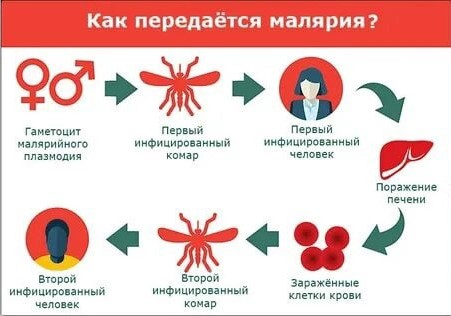 Как передаётся малярия?
Гаметоцит
малярийного
плазмодия
Первый
инфицированный
комар
Первый
инфицированный
человек
Поражение
печени
Заражённые
клетки крови
Второй
инфицированный
комар
Второй
инфицированный
человек